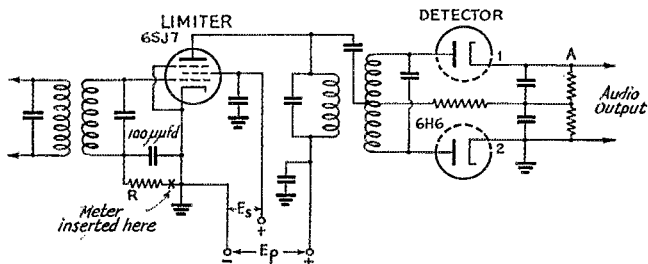 LIMITER
6SJ7
DETECTOR
1
A
100μμfd
Audio
Output
6H6
2
R
Meter
inserted here
Es
+
- Ep +